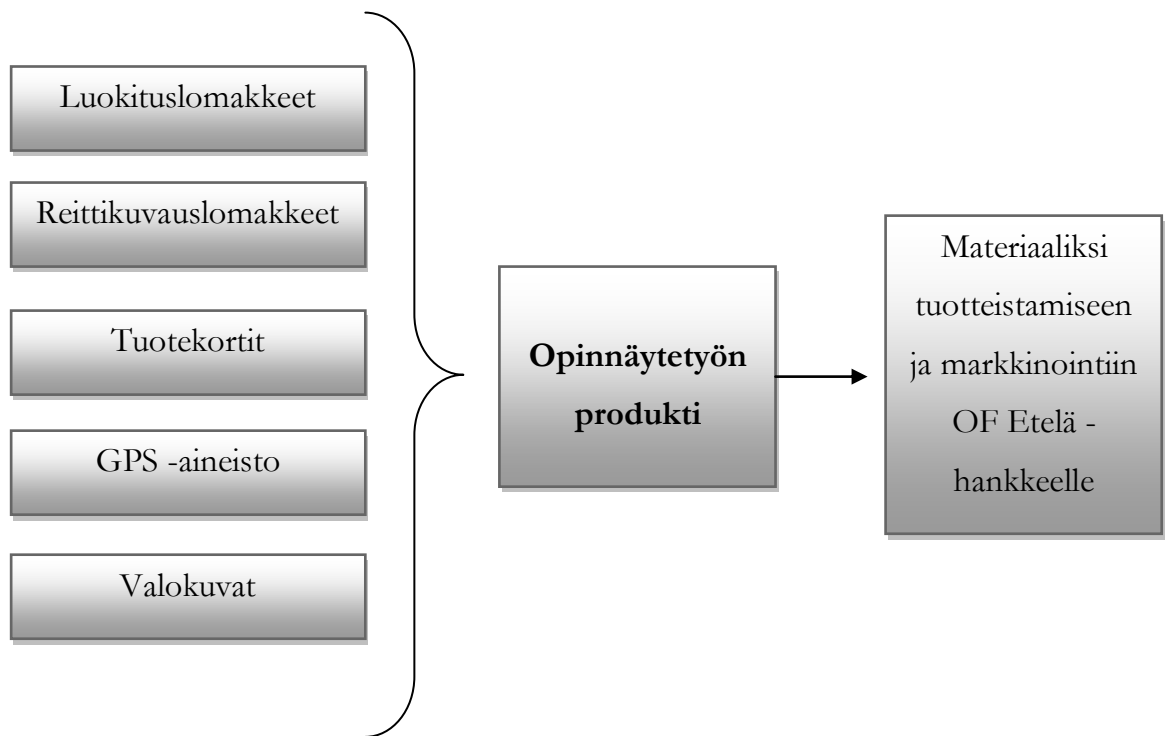 Luokituslomakkeet
Reittikuvauslomakkeet
Tuotekortit
GPS -aineisto
Valokuvat
Opinnäytetyön
produkti
Materiaaliksi
tuotteistamiseen
ja markkinointiin
OF Etelä -
hankkeelle